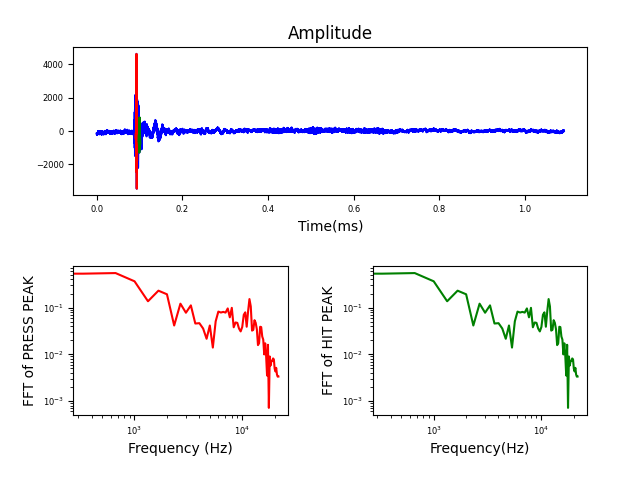 Amplitude
4000
2000
0
−2000
0.0 0.2 0.4 0.6 0.8 1.0
Time(ms)
FFT of PRESS PEAK
10⁻¹
10⁻²
10⁻³
10³ 10⁴
Frequency (Hz)
FFT of HIT PEAK
10⁻¹
10⁻²
10⁻³
10³ 10⁴
Frequency(Hz)